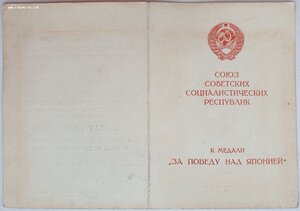 СОЮЗ
СОВЕТСКИХ
СОЦИАЛИСТИЧЕСКИХ
РЕСПУБЛИК
К МЕДАЛИ
„ЗА ПОБЕДУ НАД ЯПОНИЕЙ“